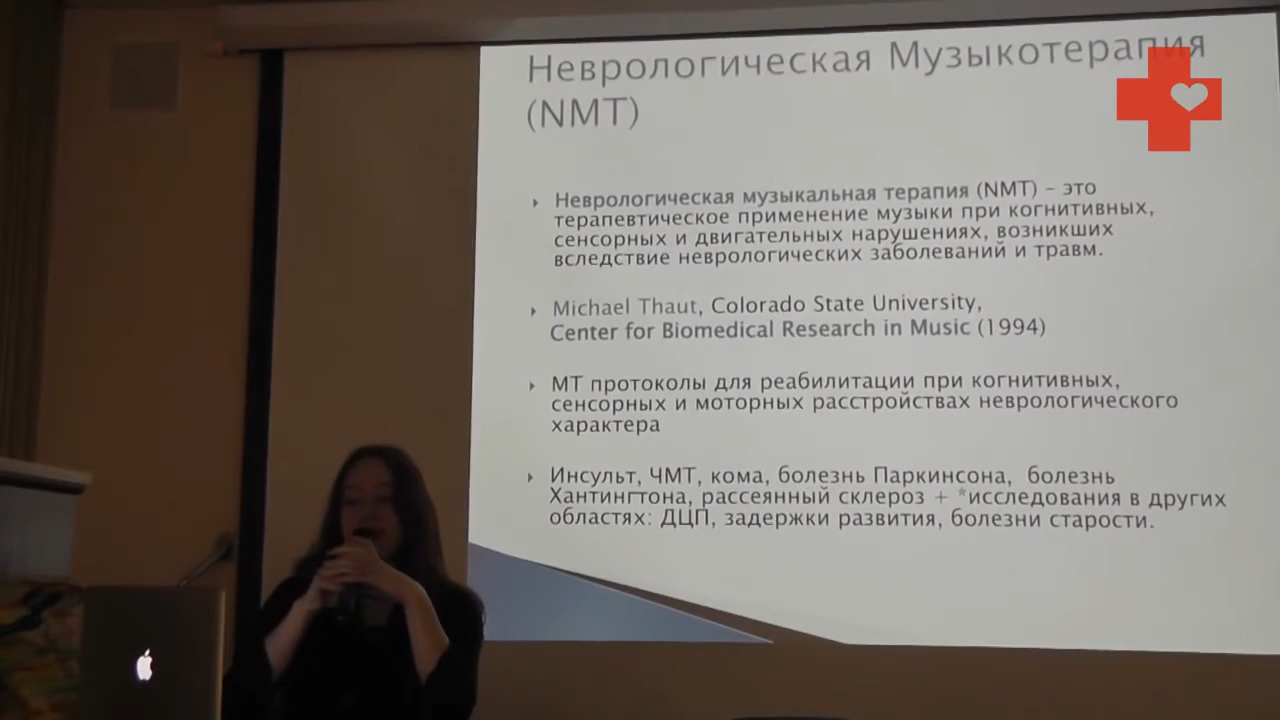 Неврологическая Музыкотерапия
(NMT)
Неврологическая музыкальная терапия (NMT) – это
терапевтическое применение музыки при когнитивных,
сенсорных и двигательных нарушениях, возникших
вследствие неврологических заболеваний и травм.
Michael Thaut, Colorado State University,
Center for Biomedical Research in Music (1994)
МТ протоколы для реабилитации при когнитивных,
сенсорных и моторных расстройствах неврологического
характера
Инсульт, ЧМТ, кома, болезнь Паркинсона, болезнь
Хантингтона, рассеянный склероз + *исследования в других
областях: ДЦП, задержки развития, болезни старости.